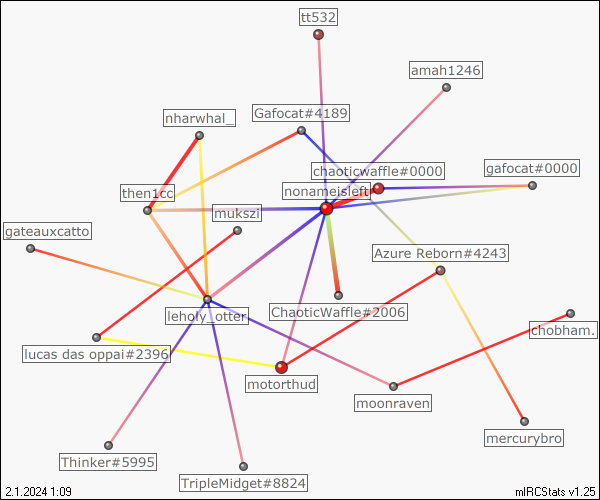 tt532
amah1246
Gafocat#4189
nharwhal_
chaoticwaffle#0000
gafocat#0000
nonameisleft
then1cc
mukszi
gateauxcatto
Azure Reborn#4243
ChaoticWaffle#2006
leholy_otter
chobham.
lucas das oppai#2396
motorthud
moonraven
mercurybro
Thinker#5995
TripleMidget#8824
2.1.2024 1:09
mIRCStats v1.25